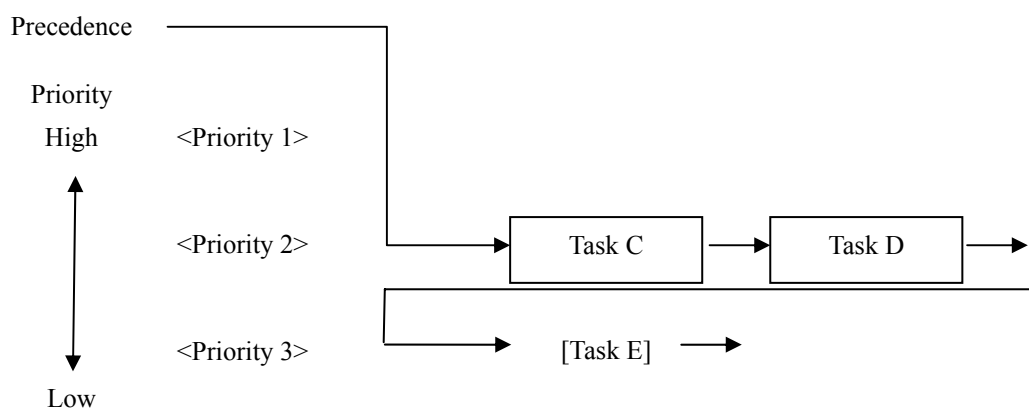 Precedence
Priority
High <Priority 1>
<Priority 2> Task C Task D
<Priority 3> [Task E]
Low